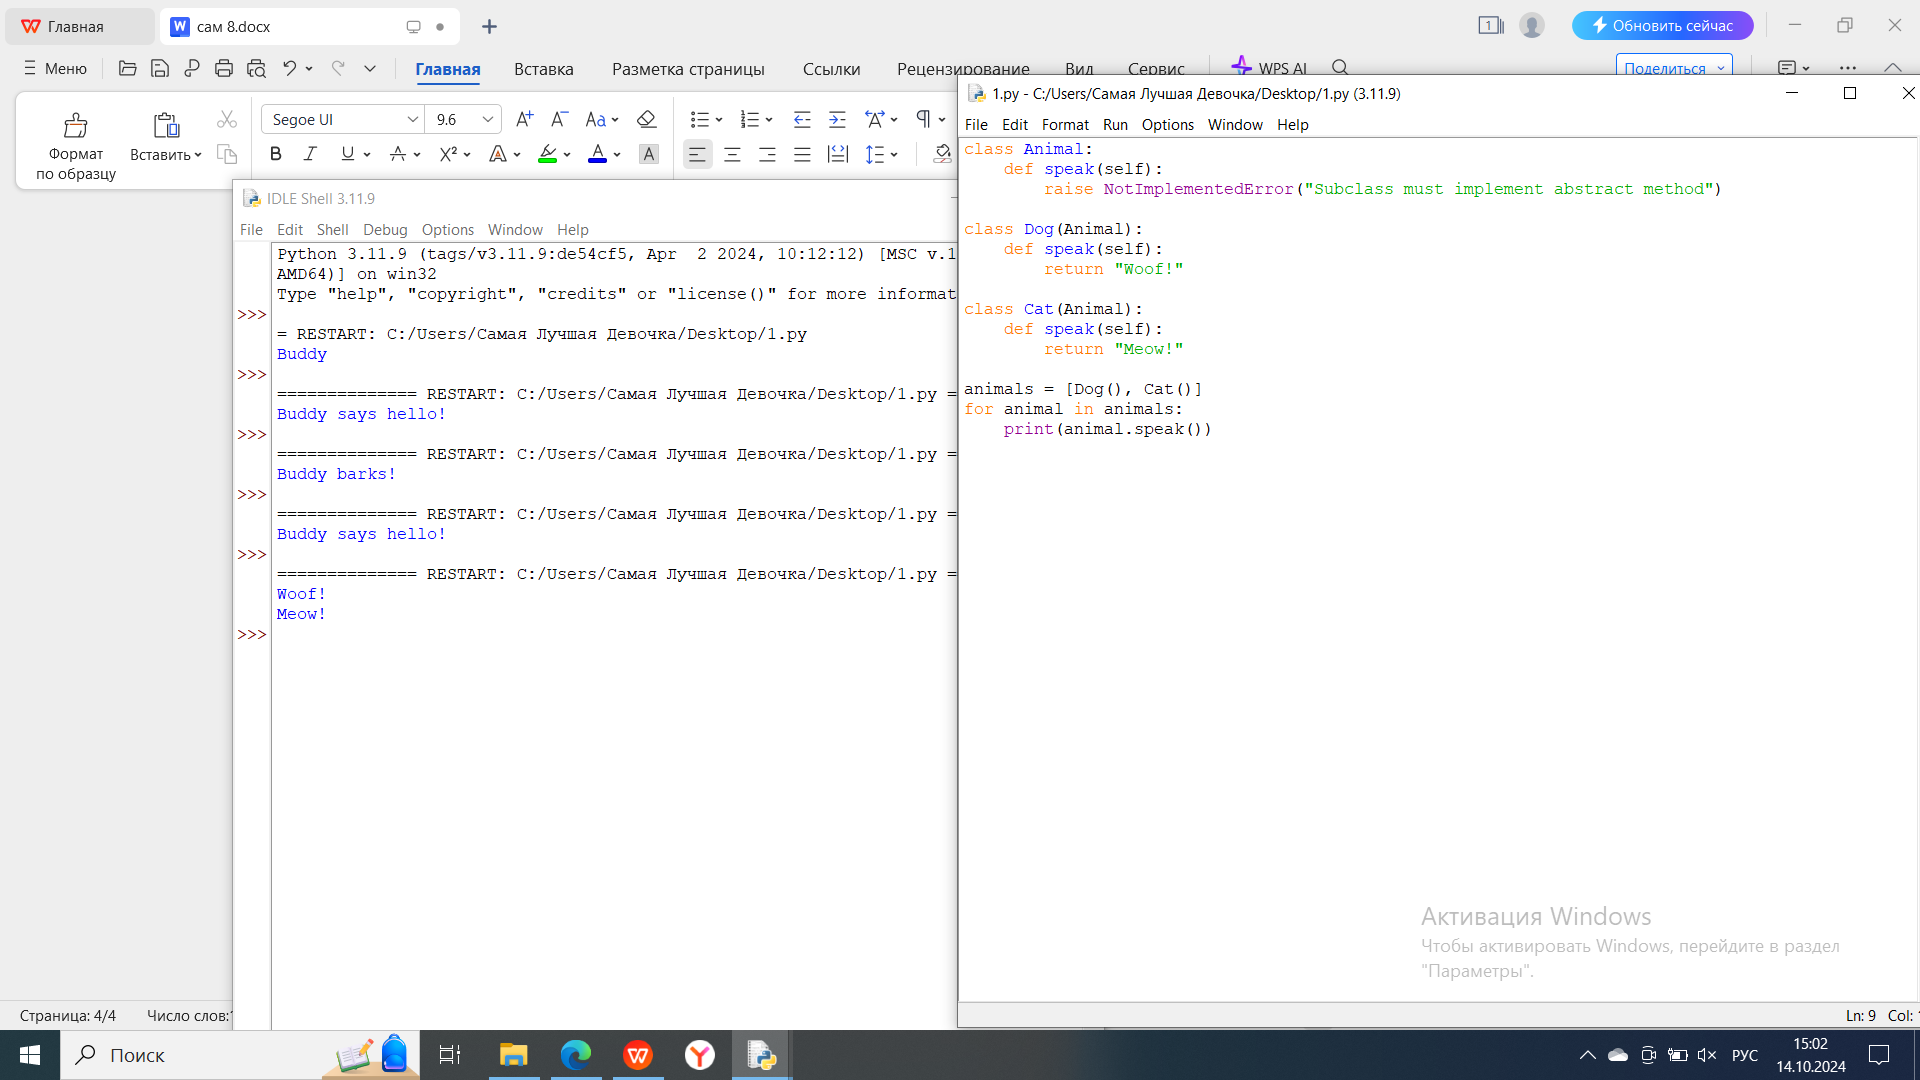 Главная
сам 8.docx
1
Обновить сейчас
Меню
Главная
Вставка
Разметка страницы
Ссылки
Рецензирование
Вид
Сервис
WPS AI
Поделиться
Формат
по образцу
Вставить
Segoe UI
9.6
IDLE Shell 3.11.9
File Edit Shell Debug Options Window Help
Python 3.11.9 (tags/v3.11.9:de54cf5, Apr  2 2024, 10:12:12) [MSC v.1
AMD64)] on win32
Type "help", "copyright", "credits" or "license()" for more informat
>>>
= RESTART: C:/Users/Самая Лучшая Девочка/Desktop/1.py
Buddy
>>>
============== RESTART: C:/Users/Самая Лучшая Девочка/Desktop/1.py =
Buddy says hello!
>>>
============== RESTART: C:/Users/Самая Лучшая Девочка/Desktop/1.py =
Buddy barks!
>>>
============== RESTART: C:/Users/Самая Лучшая Девочка/Desktop/1.py =
Buddy says hello!
>>>
============== RESTART: C:/Users/Самая Лучшая Девочка/Desktop/1.py =
Woof!
Meow!
>>>
1.py - C:/Users/Самая Лучшая Девочка/Desktop/1.py (3.11.9)
File Edit Format Run Options Window Help
class Animal:
    def speak(self):
        raise NotImplementedError("Subclass must implement abstract method")
class Dog(Animal):
    def speak(self):
        return "Woof!"
class Cat(Animal):
    def speak(self):
        return "Meow!"
animals = [Dog(), Cat()]
for animal in animals:
    print(animal.speak())
Активация Windows
Чтобы активировать Windows, перейдите в раздел
"Параметры".
Ln: 9 Col:
Страница: 4/4 Число слов:
Поиск
РУС
15:02
14.10.2024